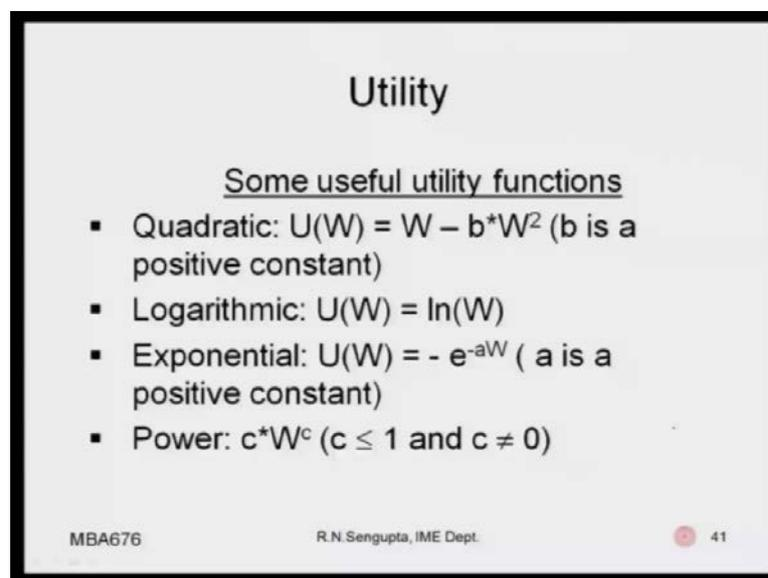 Utility
Some useful utility functions
▪ Quadratic: U(W) = W – b*W² (b is a
positive constant)
▪ Logarithmic: U(W) = ln(W)
▪ Exponential: U(W) = - e⁻ᵃᵂ ( a is a
positive constant)
▪ Power: c*Wᶜ (c ≤ 1 and c ≠ 0)
MBA676 R.N.Sengupta, IME Dept. 41